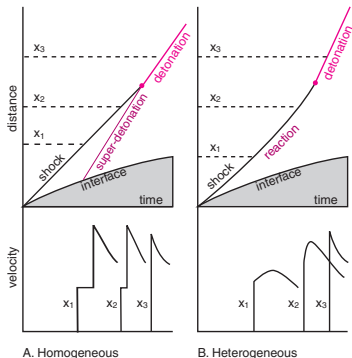 distance
x₃
x₂
x₁
shock
super-detonation
detonation
interface
time
x₃
x₂
x₁
shock
reaction
detonation
interface
time
velocity
x₁
x₂
x₃
x₁
x₂
x₃
A. Homogeneous
B. Heterogeneous